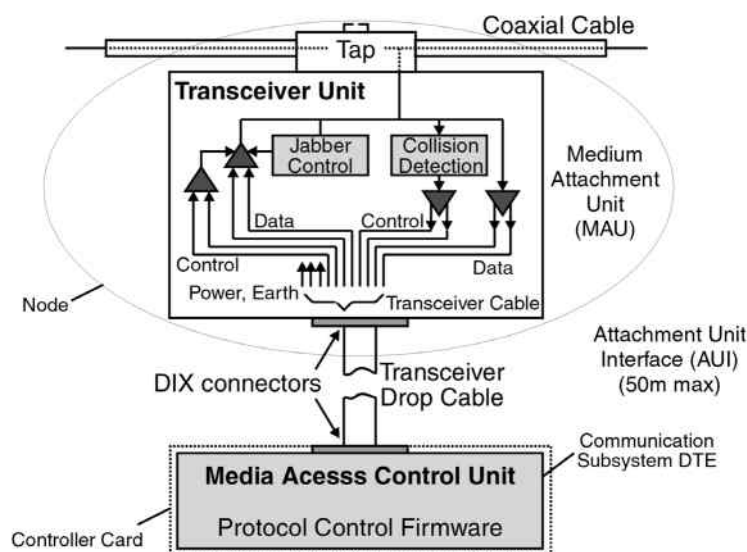 Coaxial Cable
Tap
Transceiver Unit
Jabber
Control
Collision
Detection
Medium
Attachment
Unit
(MAU)
Data
Control
Control
Data
Power, Earth
Transceiver Cable
Node
Attachment Unit
Interface (AUI)
(50m max)
DIX connectors
Transceiver
Drop Cable
Communication
Subsystem DTE
Media Acesss Control Unit
Protocol Control Firmware
Controller Card